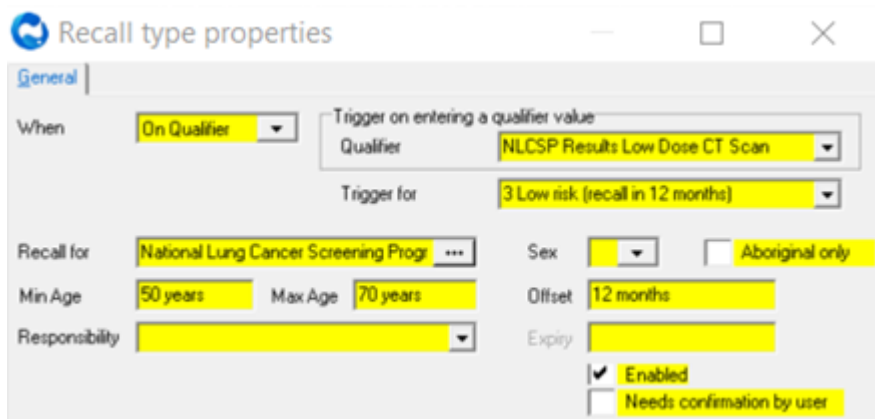 Recall type properties
General
When On Qualifier
Trigger on entering a qualifier value
Qualifier NLCSP Results Low Dose CT Scan
Trigger for 3 Low risk (recall in 12 months)
Recall for National Lung Cancer Screening Progr ... Sex Aboriginal only
Min Age 50 years Max Age 70 years Offset 12 months
Responsibility Expiry
Enabled
Needs confirmation by user